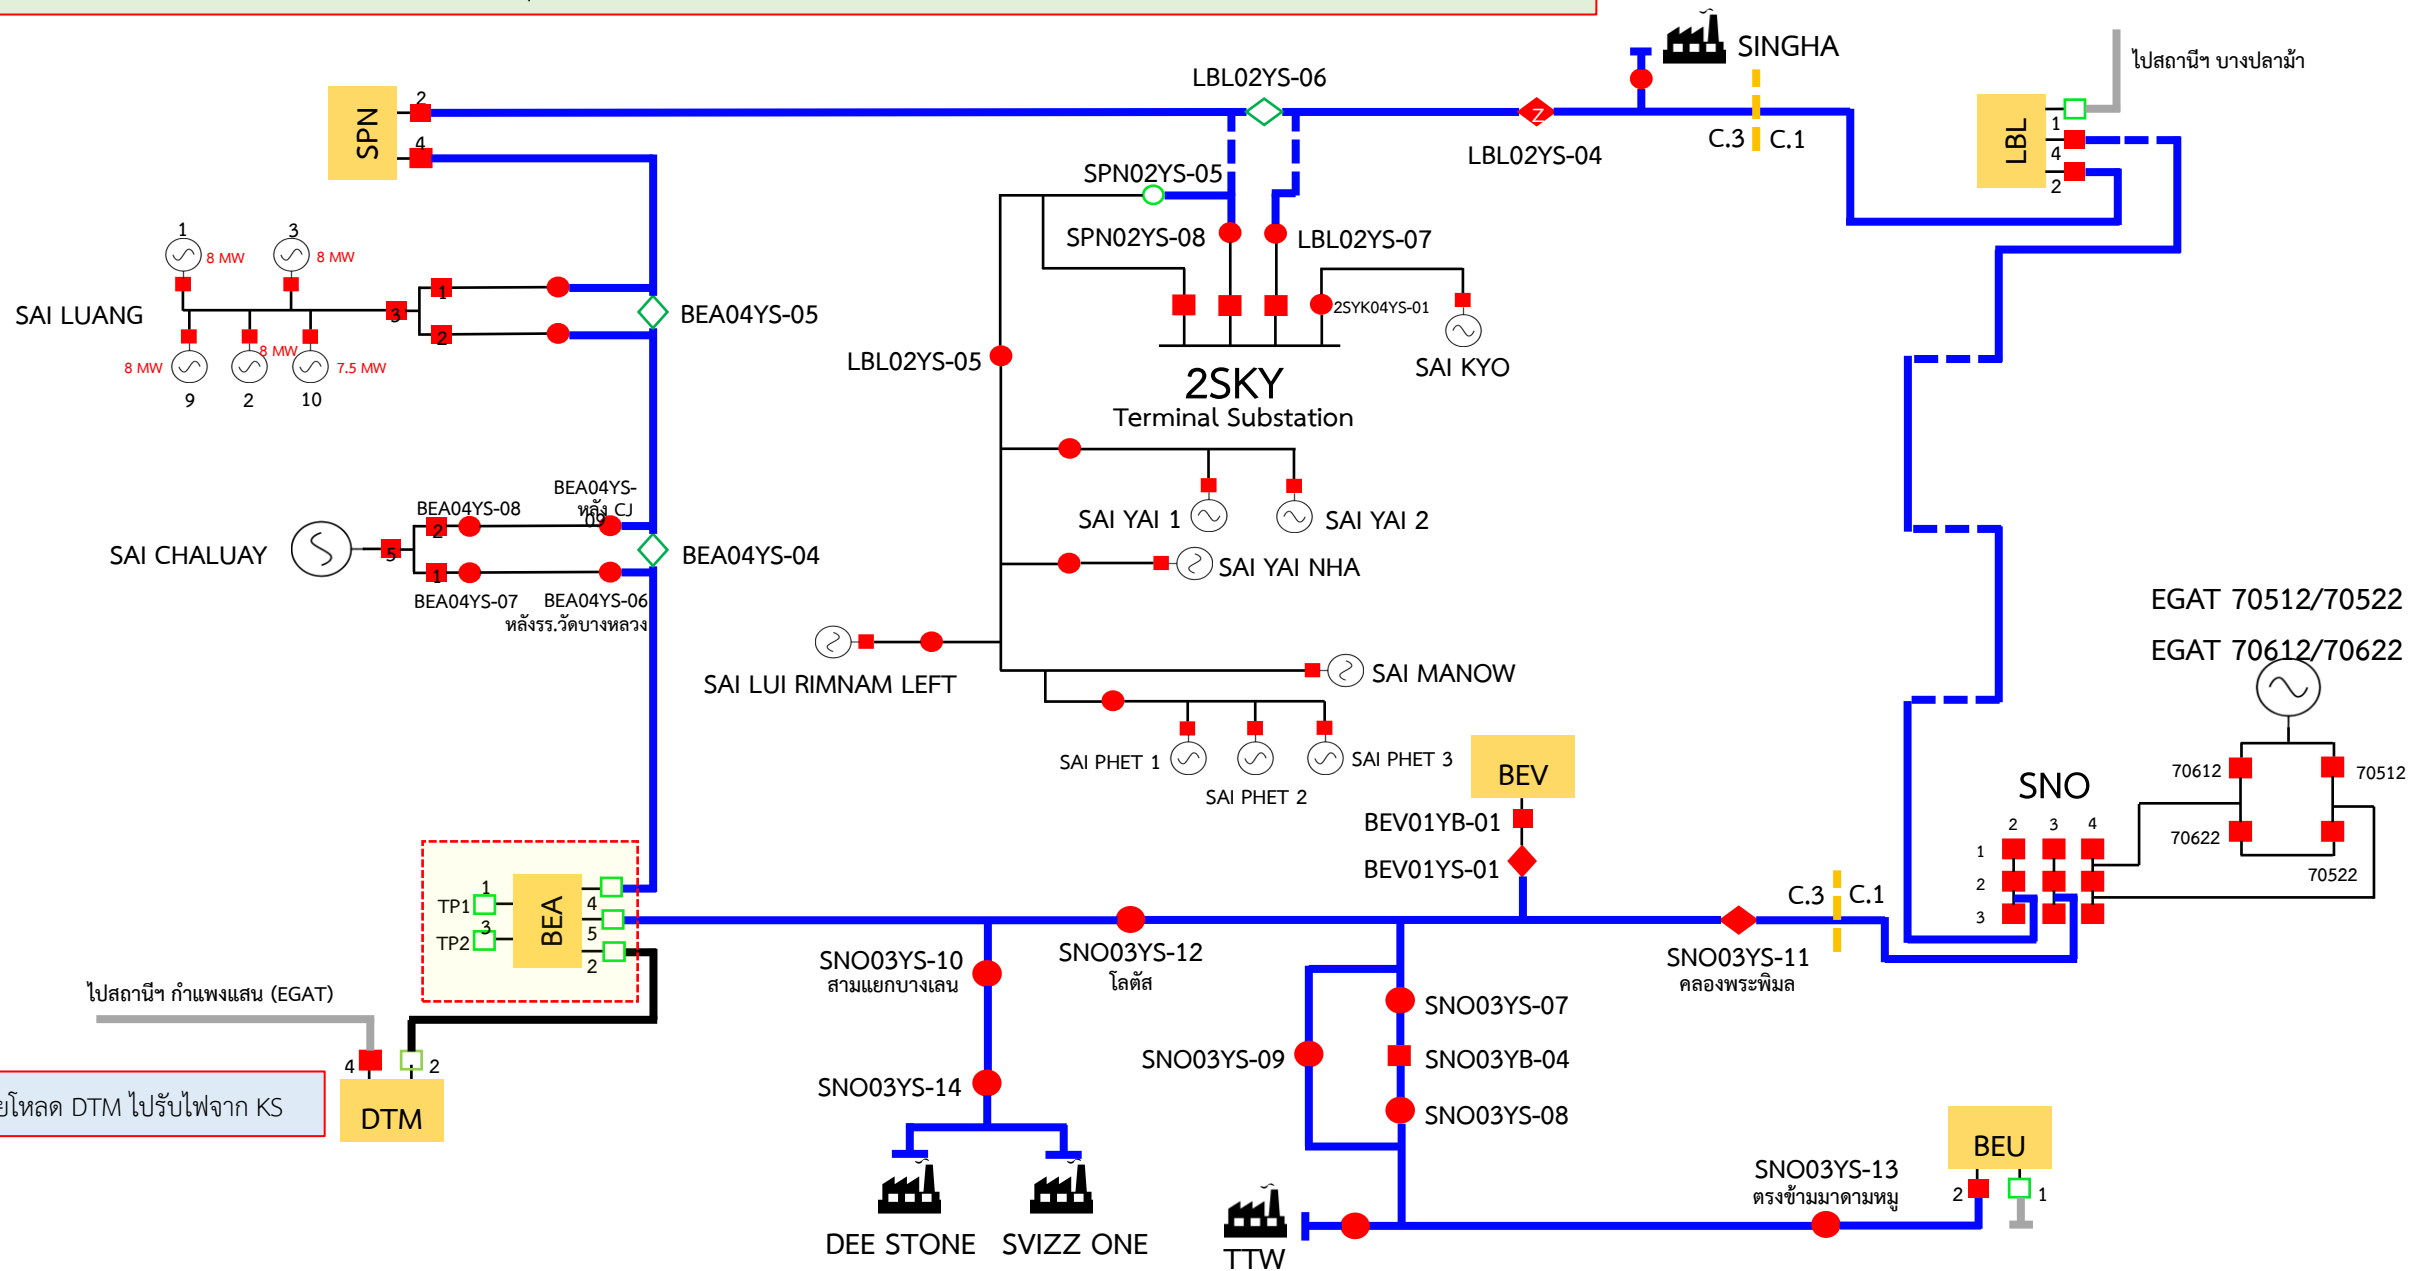 SINGHA
ไปสถานีฯ บางปลาม้า
LBL02YS-06
SPN
2
4
LBL02YS-04
C.3
C.1
LBL
1
4
2
SPN02YS-05
SPN02YS-08
LBL02YS-07
1
3
8 MW
8 MW
SAI LUANG
3
1
2
BEA04YS-05
8 MW
8 MW
7.5 MW
9
2
10
2SYK04YS-01
SAI KYO
LBL02YS-05
2SKY
Terminal Substation
BEA04YS-08
BEA04YS-
09
หลัง CJ
SAI YAI 1
SAI YAI 2
SAI CHALUAY
5
2
1
BEA04YS-04
SAI YAI NHA
BEA04YS-07
BEA04YS-06
หลังรร.วัดบางหลวง
EGAT 70512/70522
EGAT 70612/70622
SAI LUI RIMNAM LEFT
SAI MANOW
SAI PHET 1
SAI PHET 2
SAI PHET 3
BEV
70612
70512
SNO
BEV01YB-01
2
3
4
70622
1
2
3
BEV01YS-01
70522
TP1
1
TP2
3
BEA
4
5
2
C.3
C.1
SNO03YS-10
สามแยกบางเลน
SNO03YS-12
โลตัส
SNO03YS-11
คลองพระพิมล
ไปสถานีฯ กำแพงแสน (EGAT)
SNO03YS-07
SNO03YS-09
SNO03YB-04
4
2
SNO03YS-14
SNO03YS-08
ยโหลด DTM ไปรับไฟจาก KS
DTM
BEU
SNO03YS-13
ตรงข้ามมาดามหมู
2
1
DEE STONE
SVIZZ ONE
TTW
Z